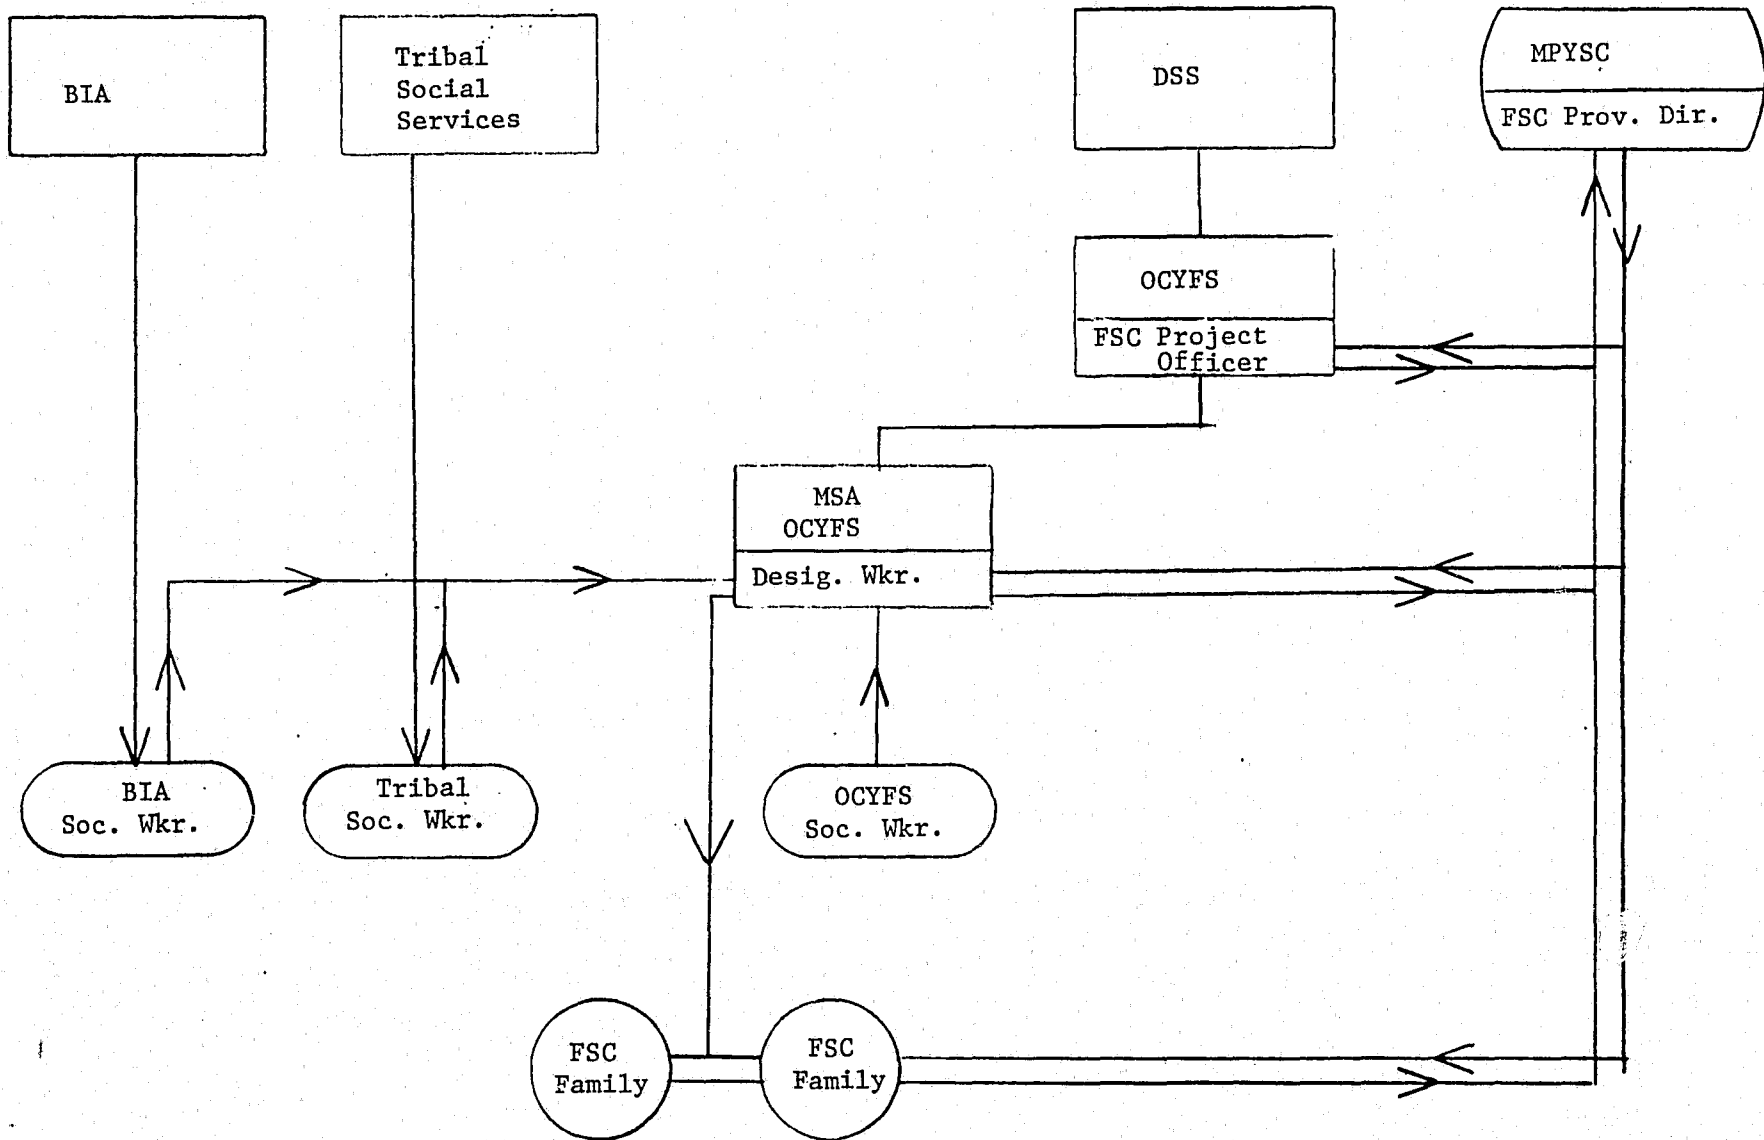 BIA
Tribal
Social
Services
DSS
MPYSC
FSC Prov. Dir.
OCYFS
FSC Project
Officer
MSA
OCYFS
Desig. Wkr.
BIA
Soc. Wkr.
Tribal
Soc. Wkr.
OCYFS
Soc. Wkr.
FSC
Family
FSC
Family